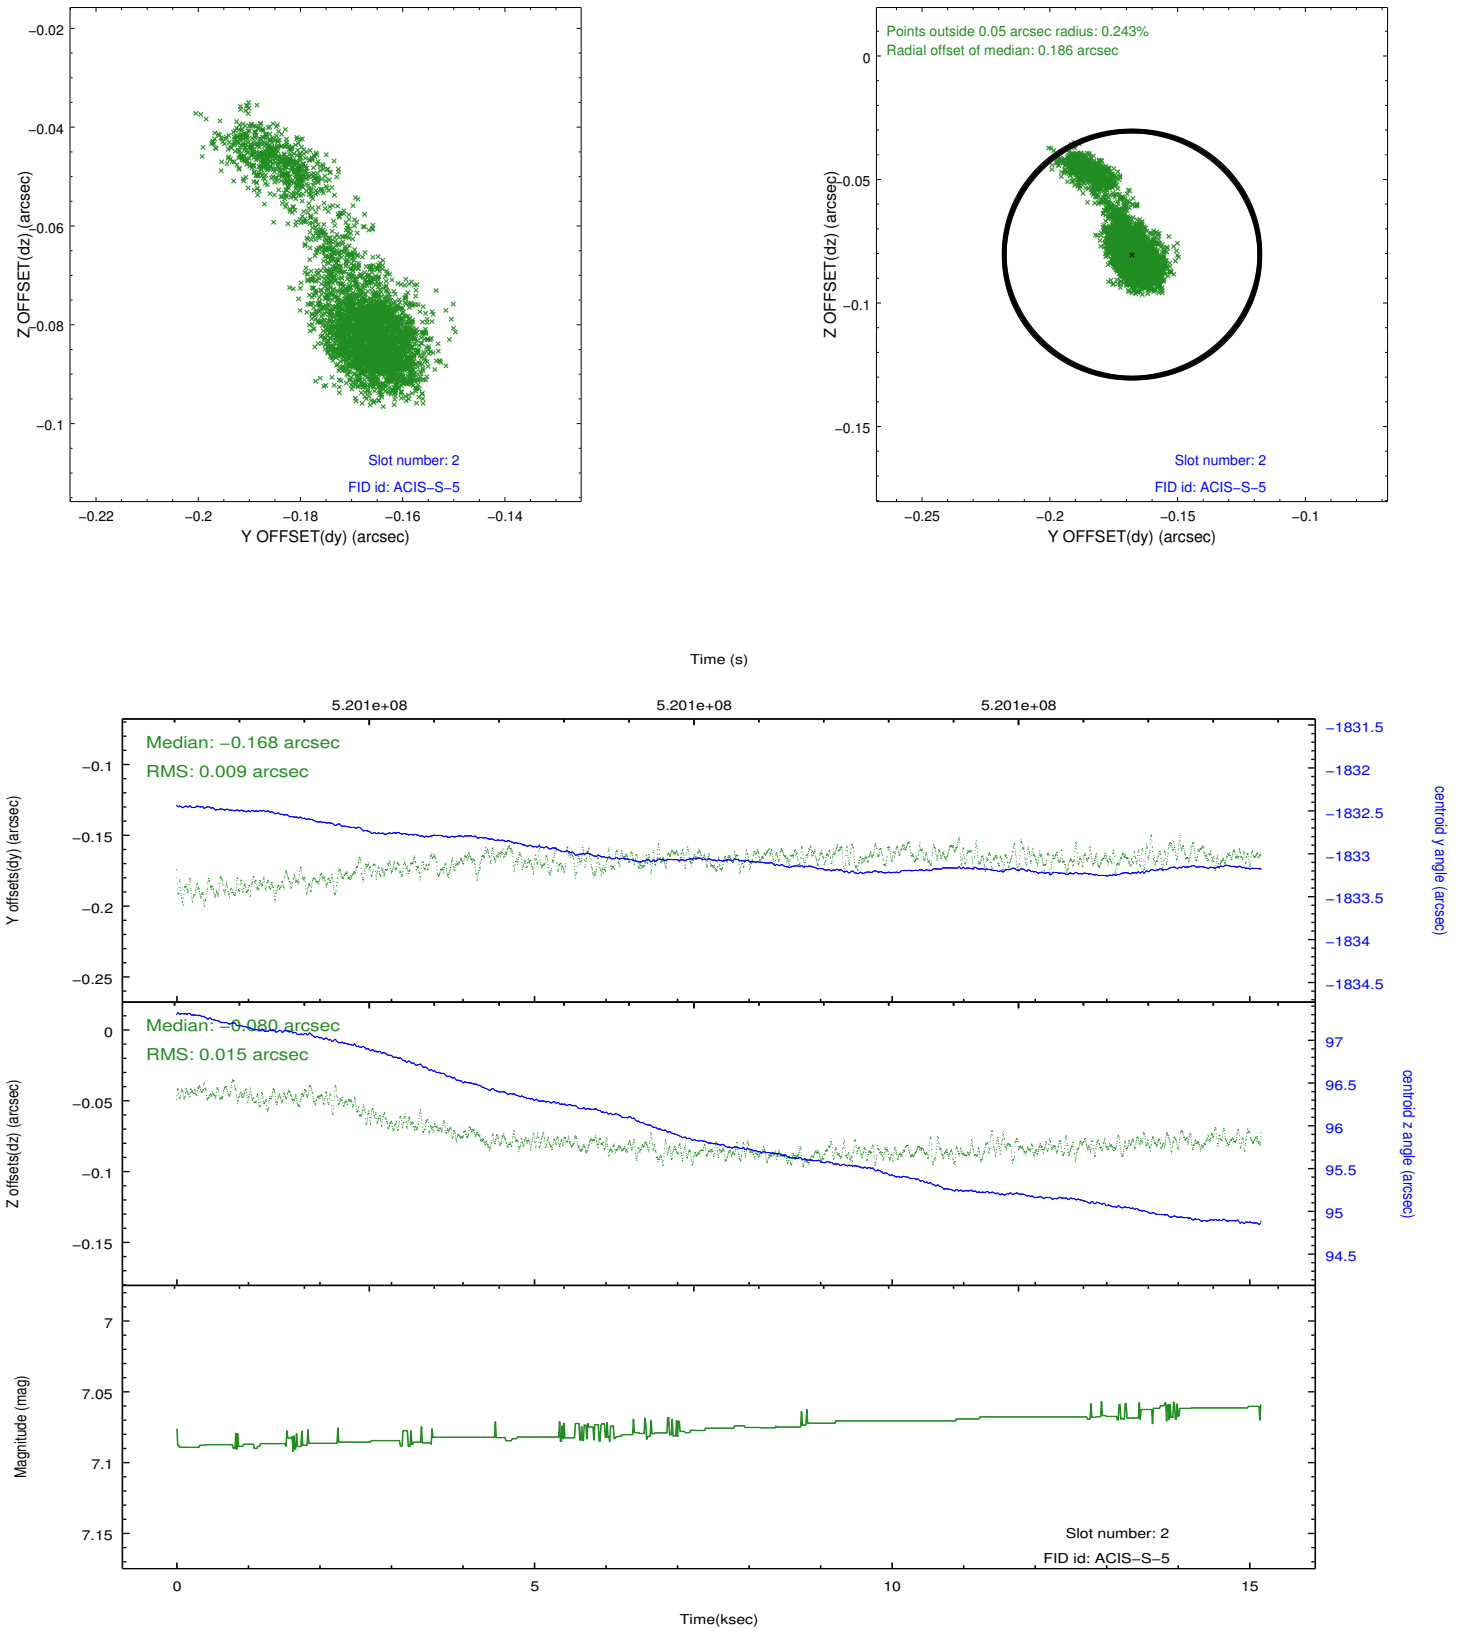 −0.02
−0.04
−0.06
−0.08
−0.1
Z OFFSET(dz) (arcsec)
Slot number: 2
FID id: ACIS−S−5
−0.22
−0.2
−0.18
−0.16
−0.14
Y OFFSET(dy) (arcsec)
Points outside 0.05 arcsec radius: 0.243%
Radial offset of median: 0.186 arcsec
0
−0.05
−0.1
−0.15
Z OFFSET(dz) (arcsec)
Slot number: 2
FID id: ACIS−S−5
−0.25
−0.2
−0.15
−0.1
Y OFFSET(dy) (arcsec)
Time (s)
5.201e+08
5.201e+08
5.201e+08
Median: −0.168 arcsec
RMS: 0.009 arcsec
−0.1
−0.15
−0.2
−0.25
Y offsets(dy) (arcsec)
−1831.5
−1832
−1832.5
−1833
−1833.5
−1834
−1834.5
centroid y angle (arcsec)
Median: −0.080 arcsec
RMS: 0.015 arcsec
0
−0.05
−0.1
−0.15
Z offsets(dz) (arcsec)
97
96.5
96
95.5
95
94.5
centroid z angle (arcsec)
7
7.05
7.1
7.15
Magnitude (mag)
Slot number: 2
FID id: ACIS−S−5
0
5
10
15
Time(ksec)